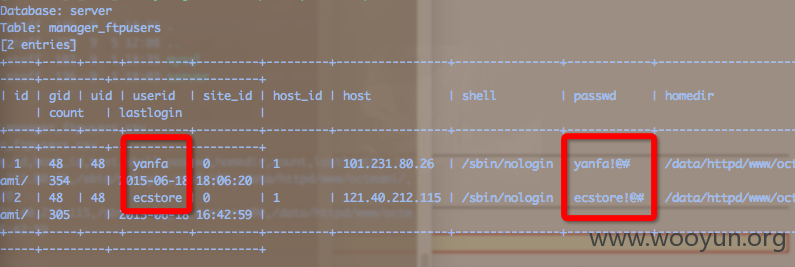 Database: server
Table: manager_ftpusers
[2 entries]
| id | gid | uid | userid | site_id | host_id | host | shell | passwd | homedir
| count | lastlogin |
| 1 | 48 | 48 | yanfa | 0 | 1 | 101.231.80.26 | /sbin/nologin | yanfa!@# | /data/httpd/www/oct
ami/ | 354 | 2015-06-18 18:06:20 |
| 2 | 48 | 48 | ecstore | 0 | 1 | 121.40.212.115 | /sbin/nologin | ecstore!@# | /data/httpd/www/oct
ami/ | 305 | 2015-06-18 16:42:59 |
www.wooyun.org